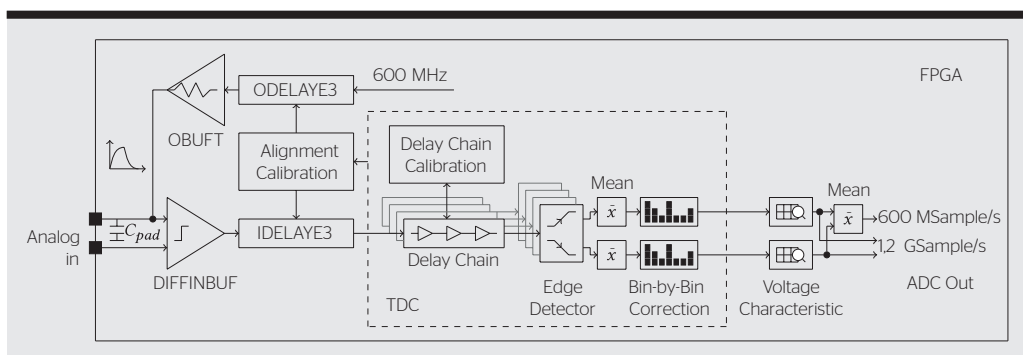 600 MHz
FPGA
ODELAYE3
OBUFT
Alignment
Calibration
Delay Chain
Calibration
Mean
x̄
Mean
x̄
600 MSample/s
Analog
in
C_pad
IDELAYE3
Delay Chain
x̄
1,2 GSample/s
DIFFINBUF
TDC
Edge
Detector
Bin-by-Bin
Correction
Voltage
Characteristic
ADC Out